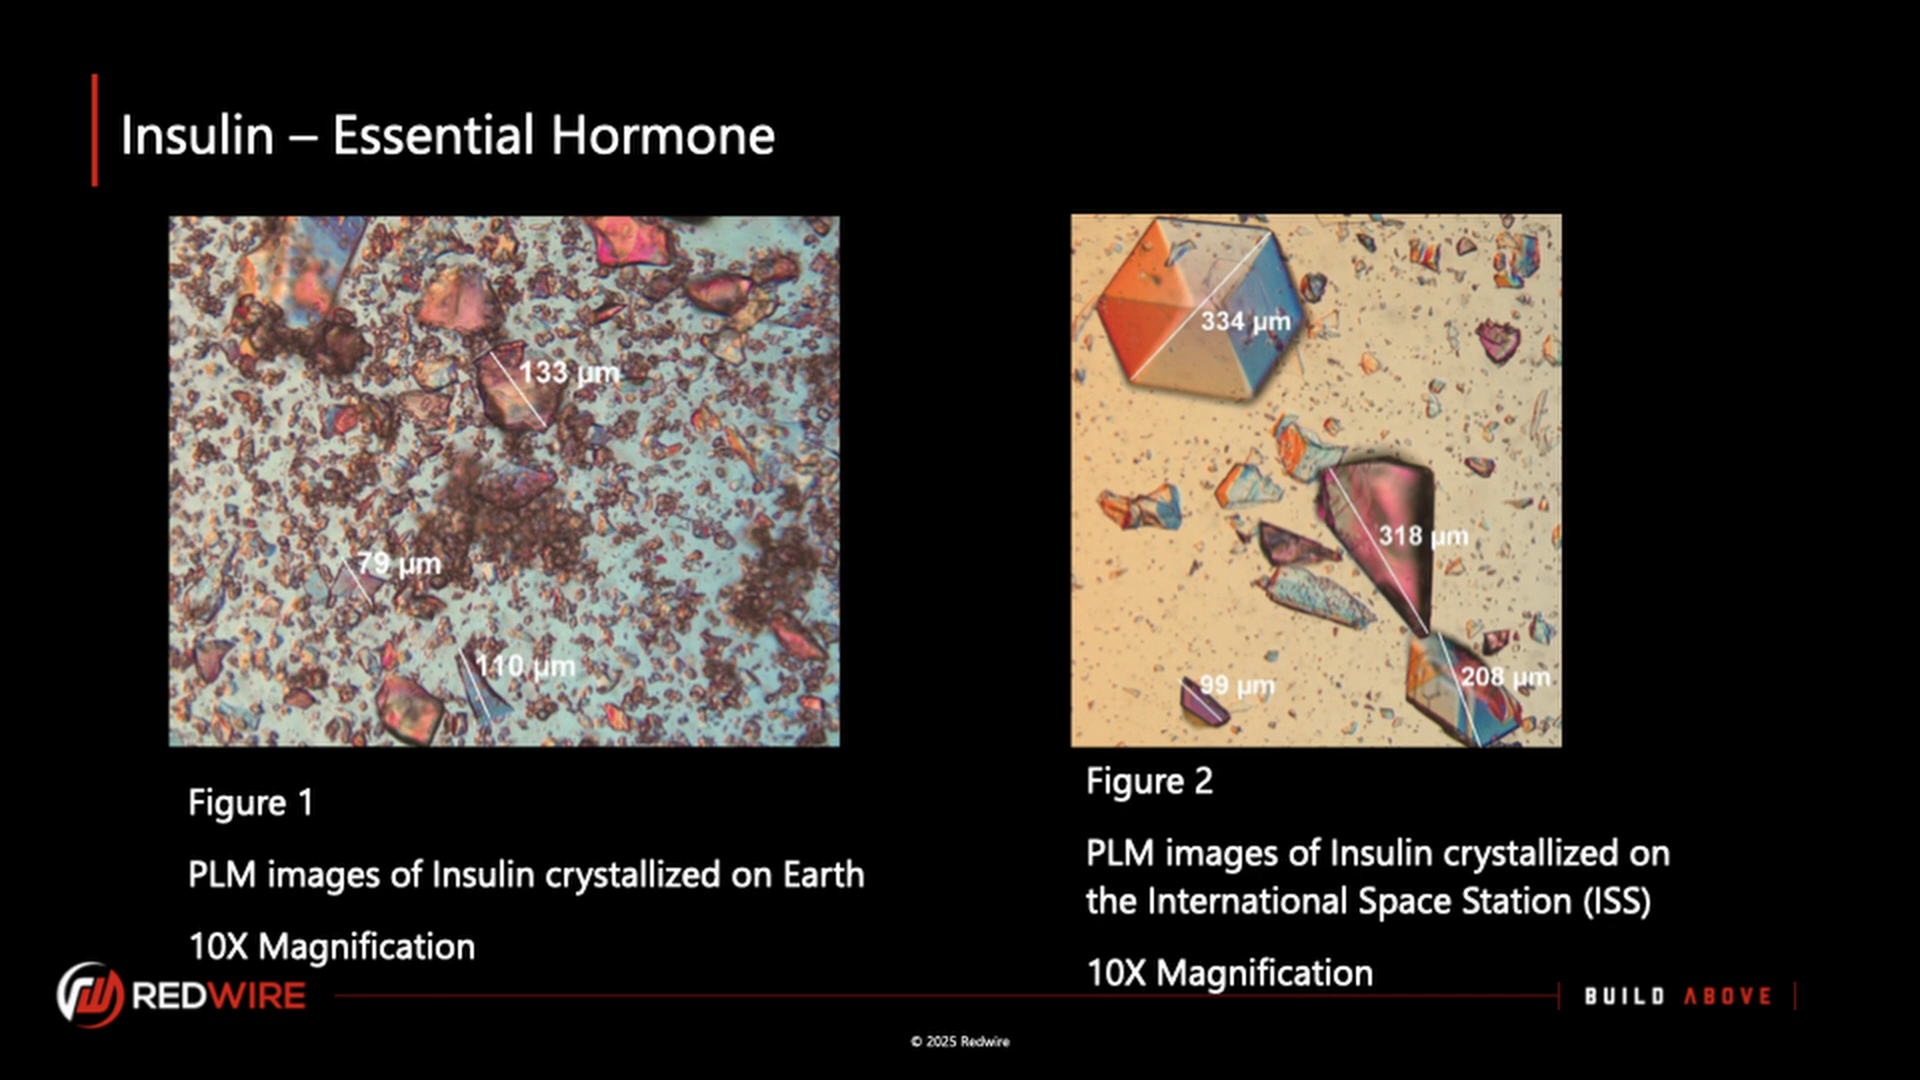 Insulin – Essential Hormone
133 µm
79 µm
110 µm
334 µm
318 µm
208 µm
99 µm
Figure 1
PLM images of Insulin crystallized on Earth
10X Magnification
Figure 2
PLM images of Insulin crystallized on
the International Space Station (ISS)
10X Magnification
REDWIRE
BUILD ABOVE
© 2025 Redwire